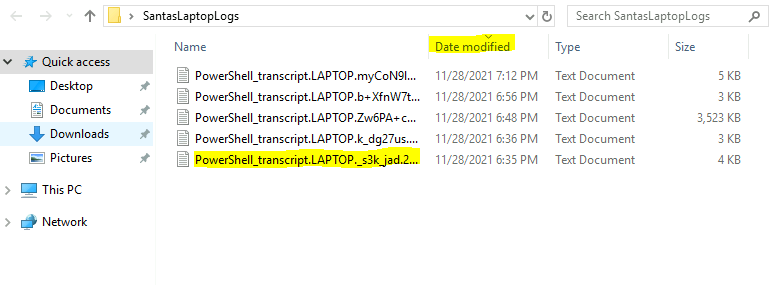 SantasLaptopLogs
Search SantasLaptopLogs
Name Date modified Type Size
Quick access
Desktop
Documents
Downloads
Pictures
This PC
Network
PowerShell_transcript.LAPTOP.myCoN9I... 11/28/2021 7:12 PM Text Document 5 KB
PowerShell_transcript.LAPTOP.b+XfnW7t... 11/28/2021 6:56 PM Text Document 3 KB
PowerShell_transcript.LAPTOP.Zw6PA+c... 11/28/2021 6:48 PM Text Document 3,523 KB
PowerShell_transcript.LAPTOP.k_dg27us.... 11/28/2021 6:36 PM Text Document 3 KB
PowerShell_transcript.LAPTOP._s3k_jad.2... 11/28/2021 6:35 PM Text Document 4 KB